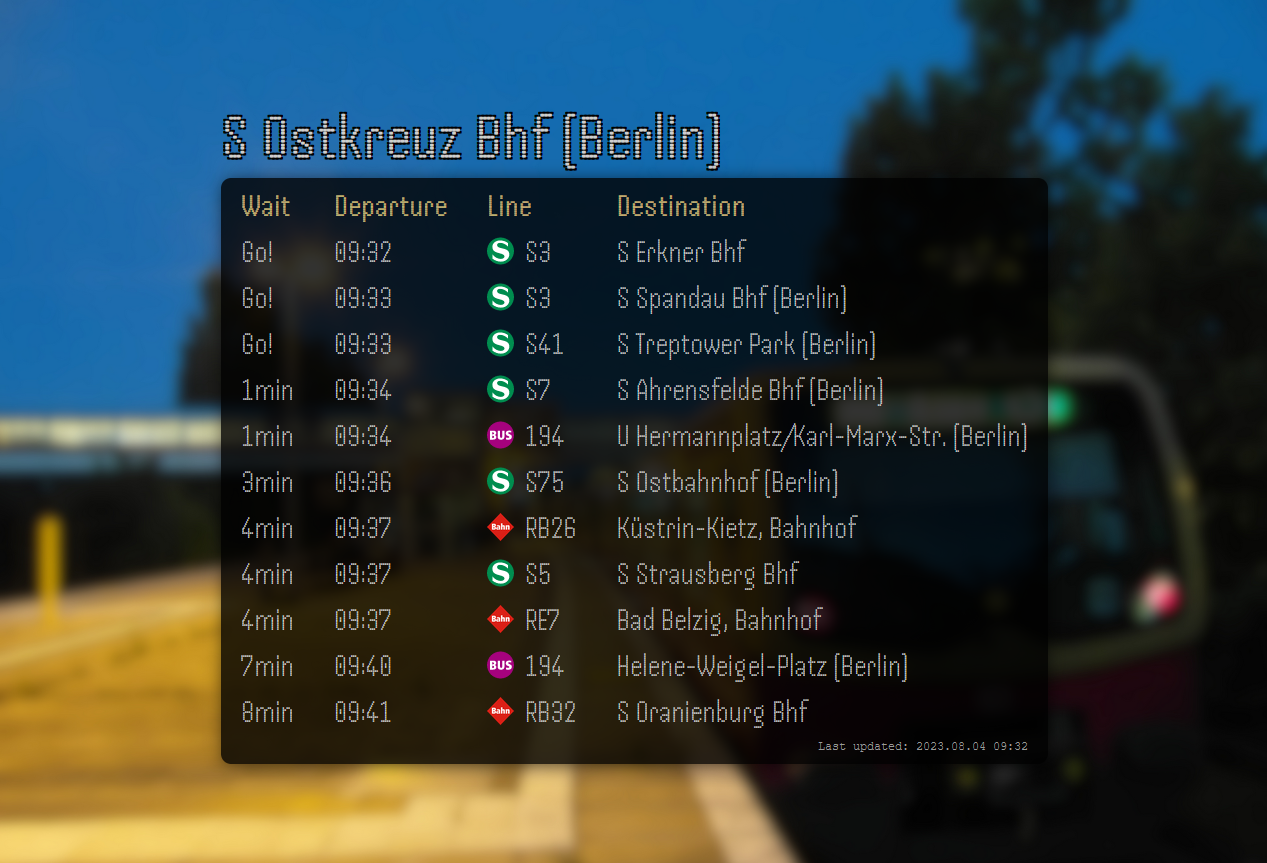 S Ostkreuz Bhf (Berlin)
Wait Departure Line Destination
Go! 09:32 S S3 S Erkner Bhf
Go! 09:33 S S3 S Spandau Bhf (Berlin)
Go! 09:33 S S41 S Treptower Park (Berlin)
1min 09:34 S S7 S Ahrensfelde Bhf (Berlin)
1min 09:34 BUS 194 U Hermannplatz/Karl-Marx-Str. (Berlin)
3min 09:36 S S75 S Ostbahnhof (Berlin)
4min 09:37 Bahn RB26 Küstrin-Kietz, Bahnhof
4min 09:37 S S5 S Strausberg Bhf
4min 09:37 Bahn RE7 Bad Belzig, Bahnhof
7min 09:40 BUS 194 Helene-Weigel-Platz (Berlin)
8min 09:41 Bahn RB32 S Oranienburg Bhf
Last updated: 2023.08.04 09:32